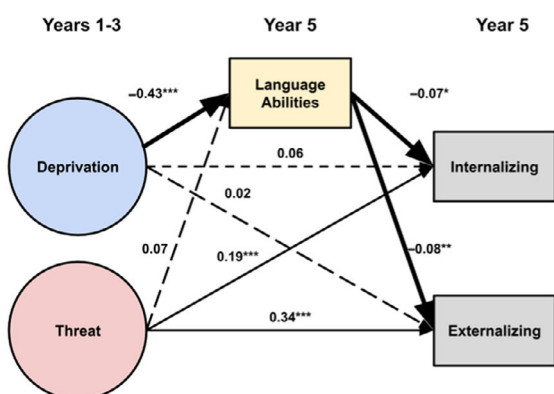 Years 1-3
Year 5
Year 5
−0.43***
Language
Abilities
−0.07*
Deprivation
0.06
Internalizing
0.02
0.07
0.19***
−0.08**
Threat
0.34***
Externalizing